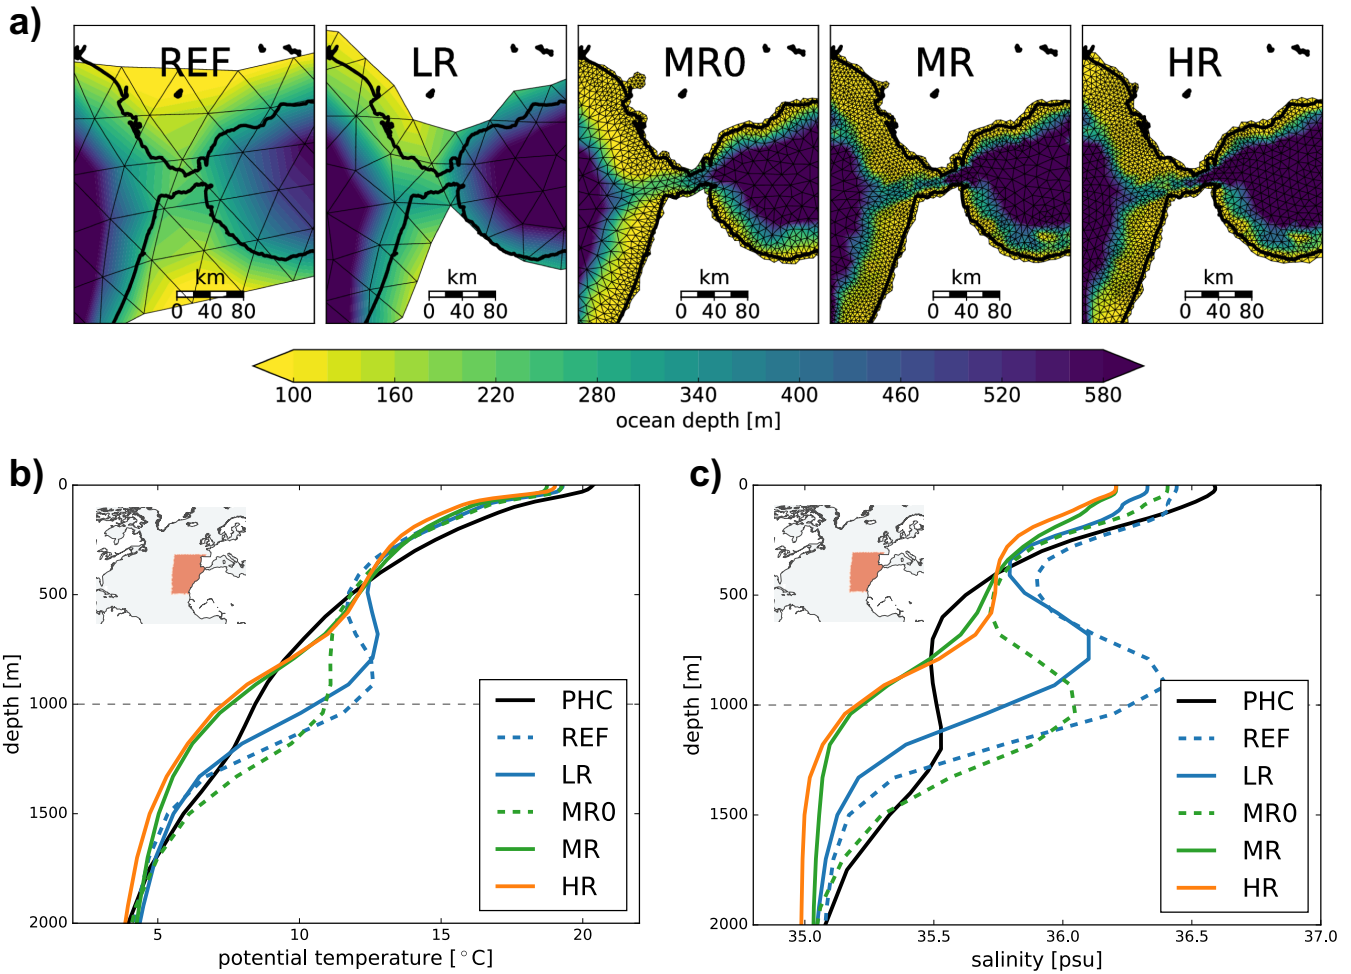 a)
REF
LR
MR0
MR
HR
km
0 40 80
km
0 40 80
km
0 40 80
km
0 40 80
km
0 40 80
100 160 220 280 340 400 460 520 580
ocean depth [m]
b)
0
500
1000
1500
2000
depth [m]
5 10 15 20
potential temperature [°C]
PHC
REF
LR
MR0
MR
HR
c)
0
500
1000
1500
2000
depth [m]
35.0 35.5 36.0 36.5 37.0
salinity [psu]
PHC
REF
LR
MR0
MR
HR